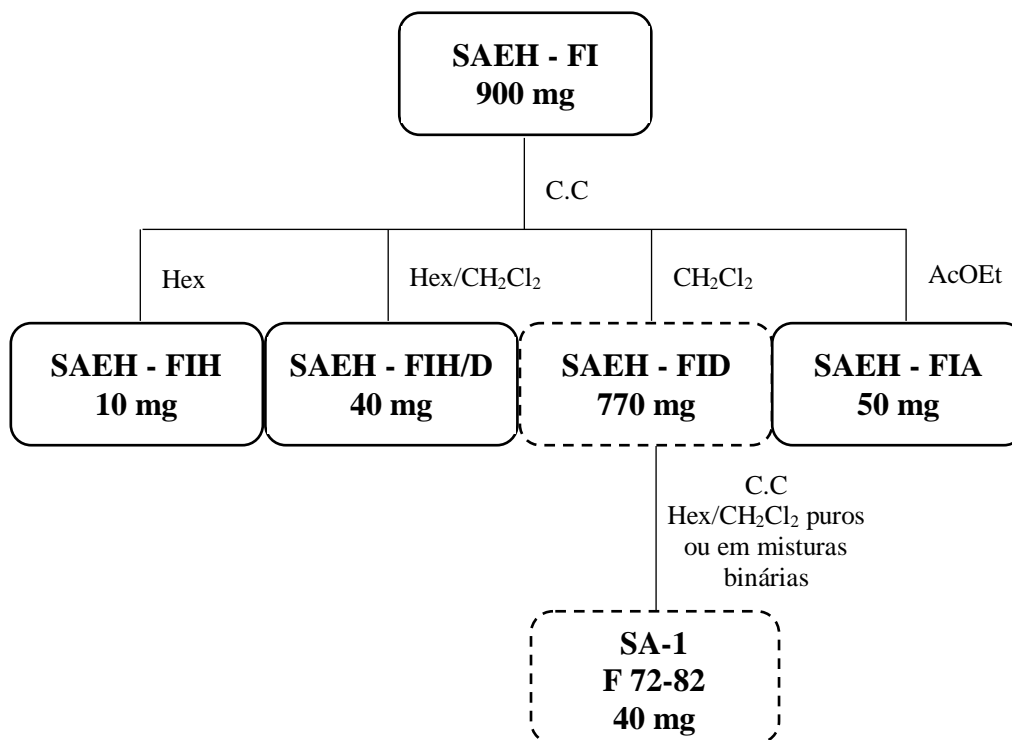 SAEH - FI
900 mg
C.C
Hex
Hex/CH₂Cl₂
CH₂Cl₂
AcOEt
SAEH - FIH
10 mg
SAEH - FIH/D
40 mg
SAEH - FID
770 mg
SAEH - FIA
50 mg
C.C
Hex/CH₂Cl₂ puros
ou em misturas
binárias
SA-1
F 72-82
40 mg